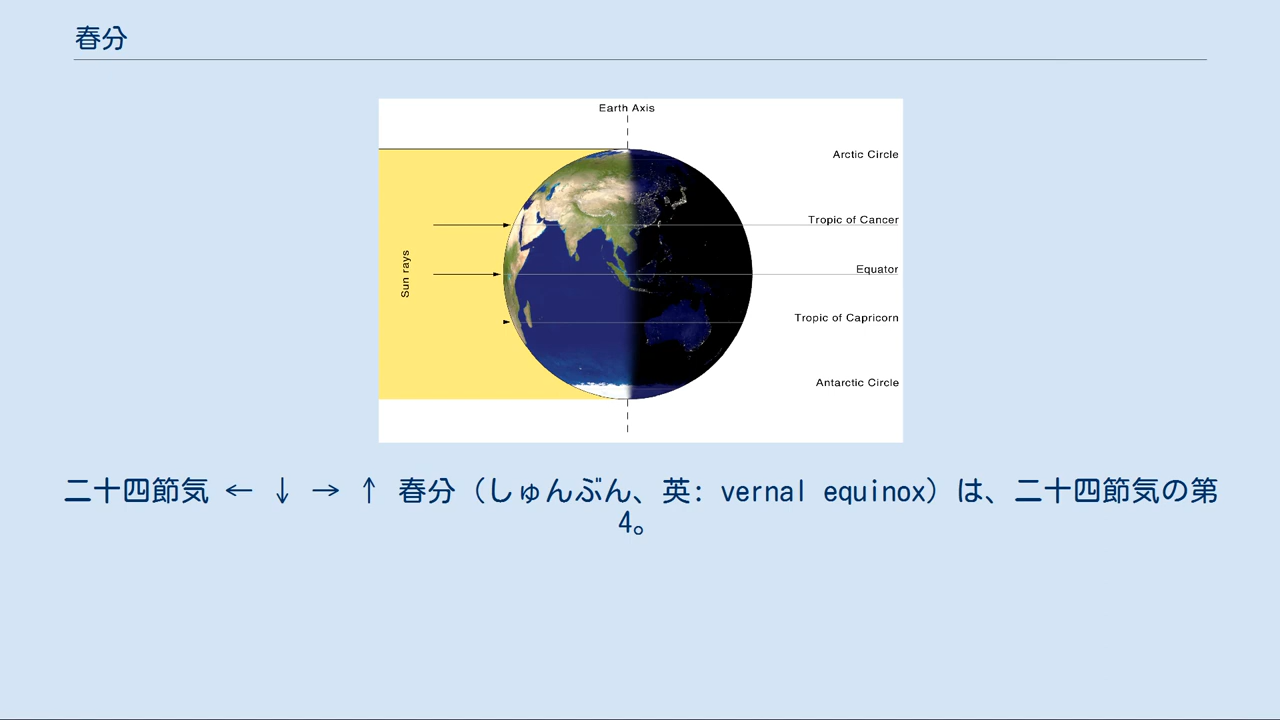 春分
Earth Axis
Arctic Circle
Tropic of Cancer
Sun rays
Equator
Tropic of Capricorn
Antarctic Circle
二十四節気 ← ↓ → ↑ 春分（しゅんぶん、英: vernal equinox）は、二十四節気の第
4。